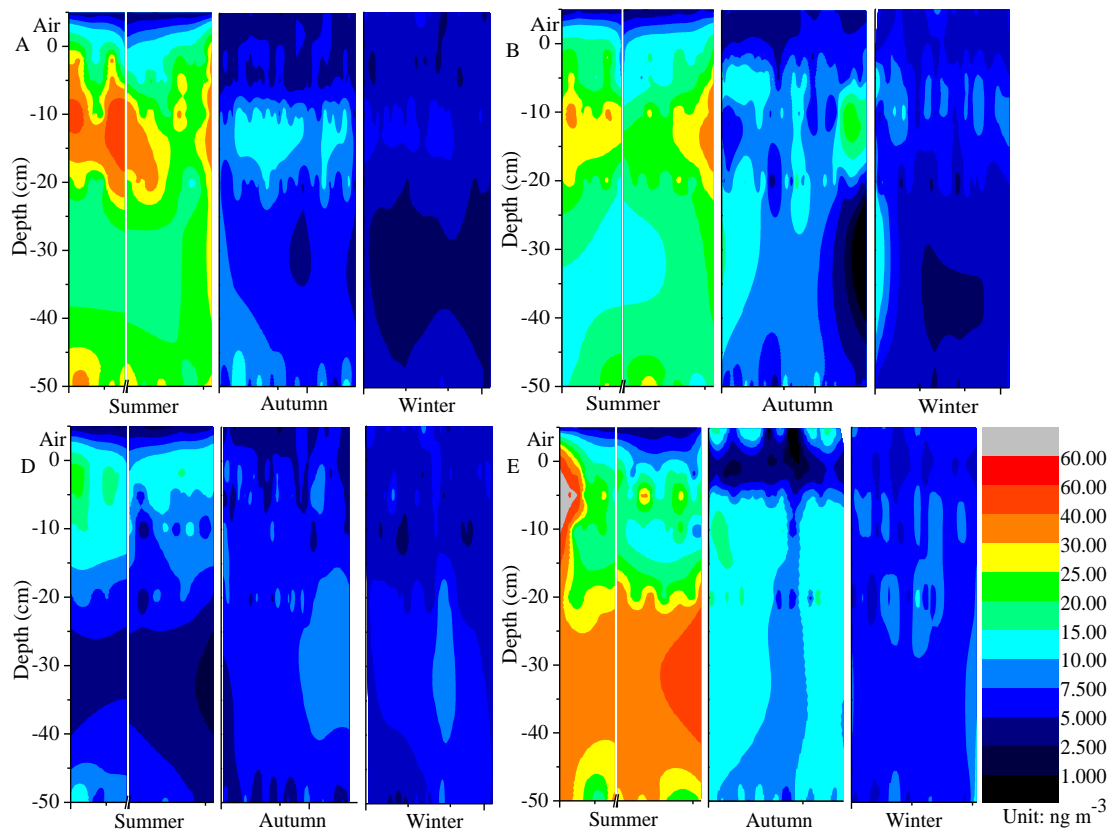 A
Air
0
-10
-20
-30
-40
-50
Depth (cm)
Summer
Autumn
Winter
B
Air
0
-10
-20
-30
-40
-50
Depth (cm)
Summer
Autumn
Winter
D
Air
0
-10
-20
-30
-40
-50
Depth (cm)
Summer
Autumn
Winter
E
Air
0
-10
-20
-30
-40
-50
Depth (cm)
Summer
Autumn
Winter
60.00
60.00
40.00
30.00
25.00
20.00
15.00
10.00
7.500
5.000
2.500
1.000
Unit: ng m-3